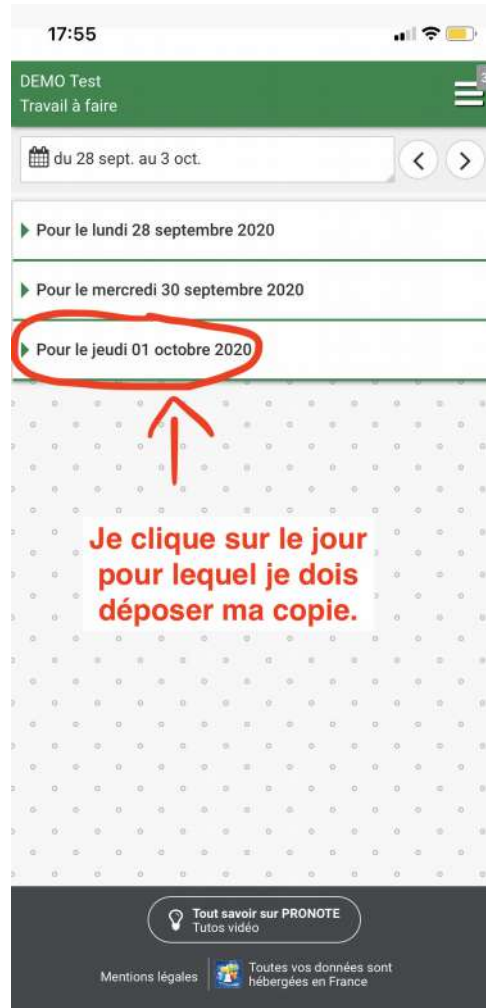 17:55
DEMO Test
3
Travail à faire
du 28 sept. au 3 oct.
Pour le lundi 28 septembre 2020
Pour le mercredi 30 septembre 2020
Pour le jeudi 01 octobre 2020
Je clique sur le jour
pour lequel je dois
déposer ma copie.
Tout savoir sur PRONOTE
Tutos vidéo
Mentions légales
Toutes vos données sont
hébergées en France